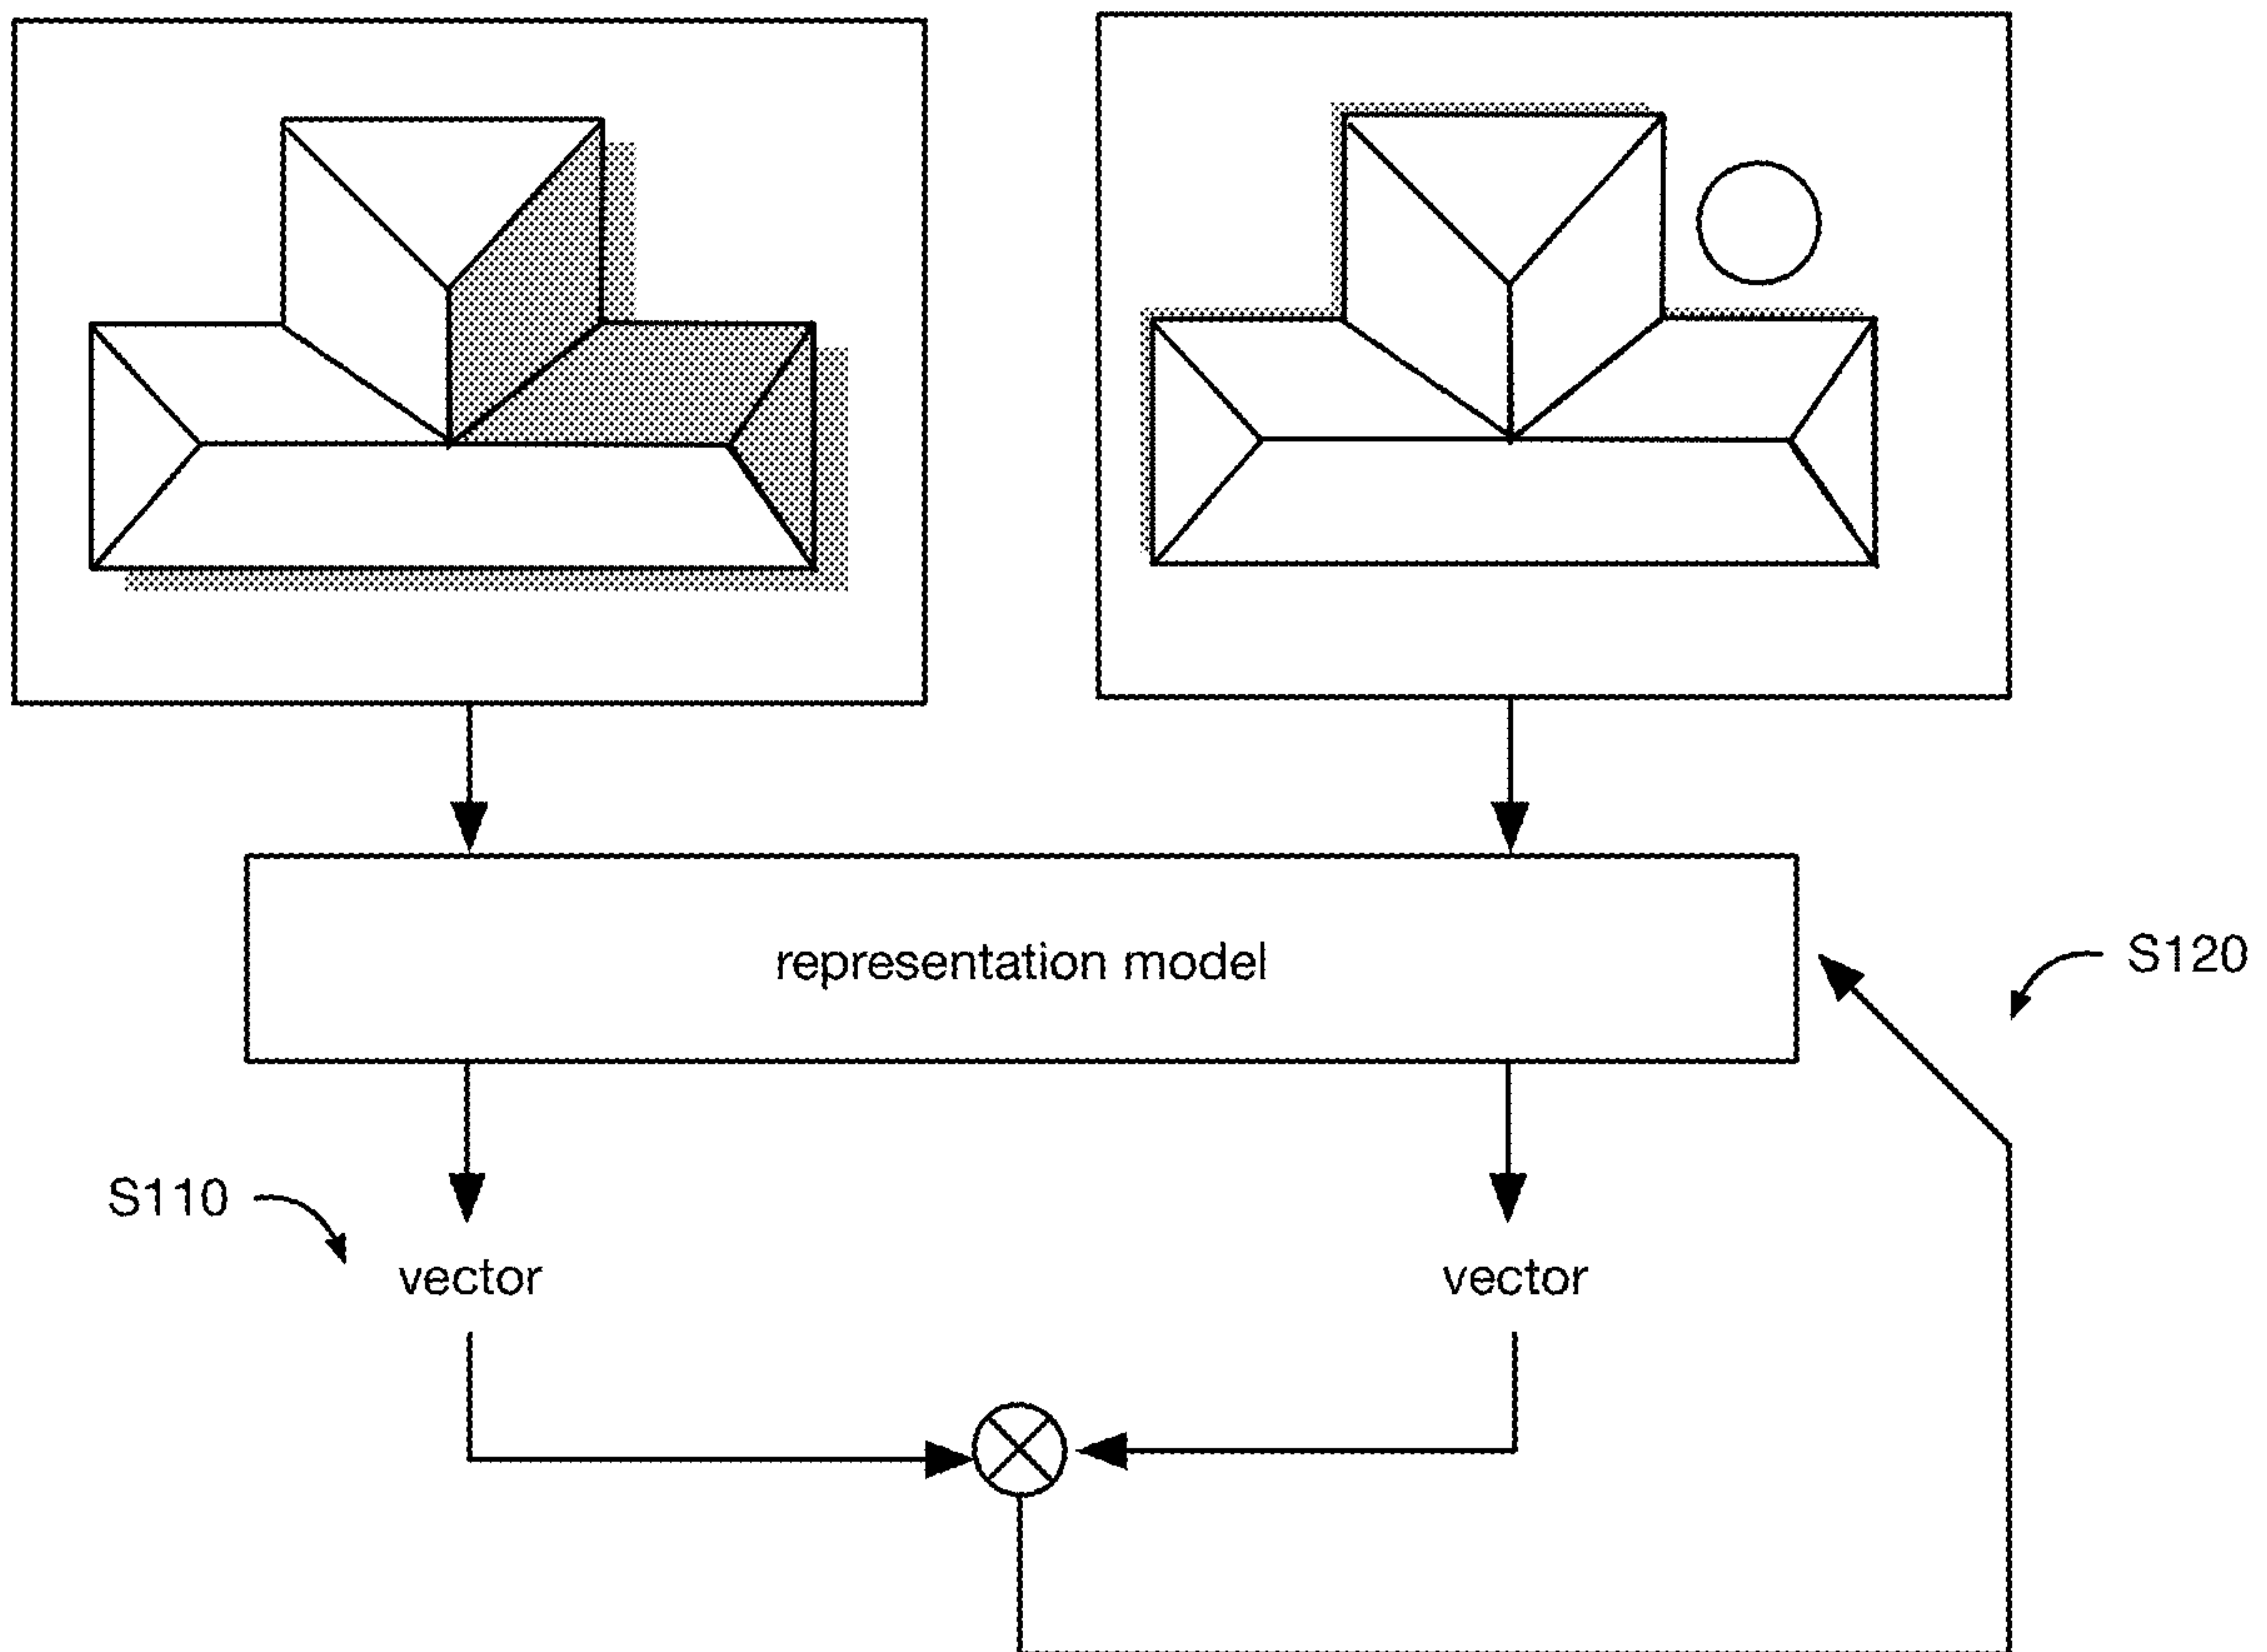 representation model
S120
S110
vector
vector